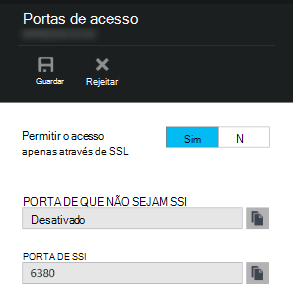 Portas de acesso
Guardar
Rejeitar
Permitir o acesso
apenas através de SSL
Sim
N
PORTA DE QUE NÃO SEJAM SSI
Desativado
PORTA DE SSI
6380